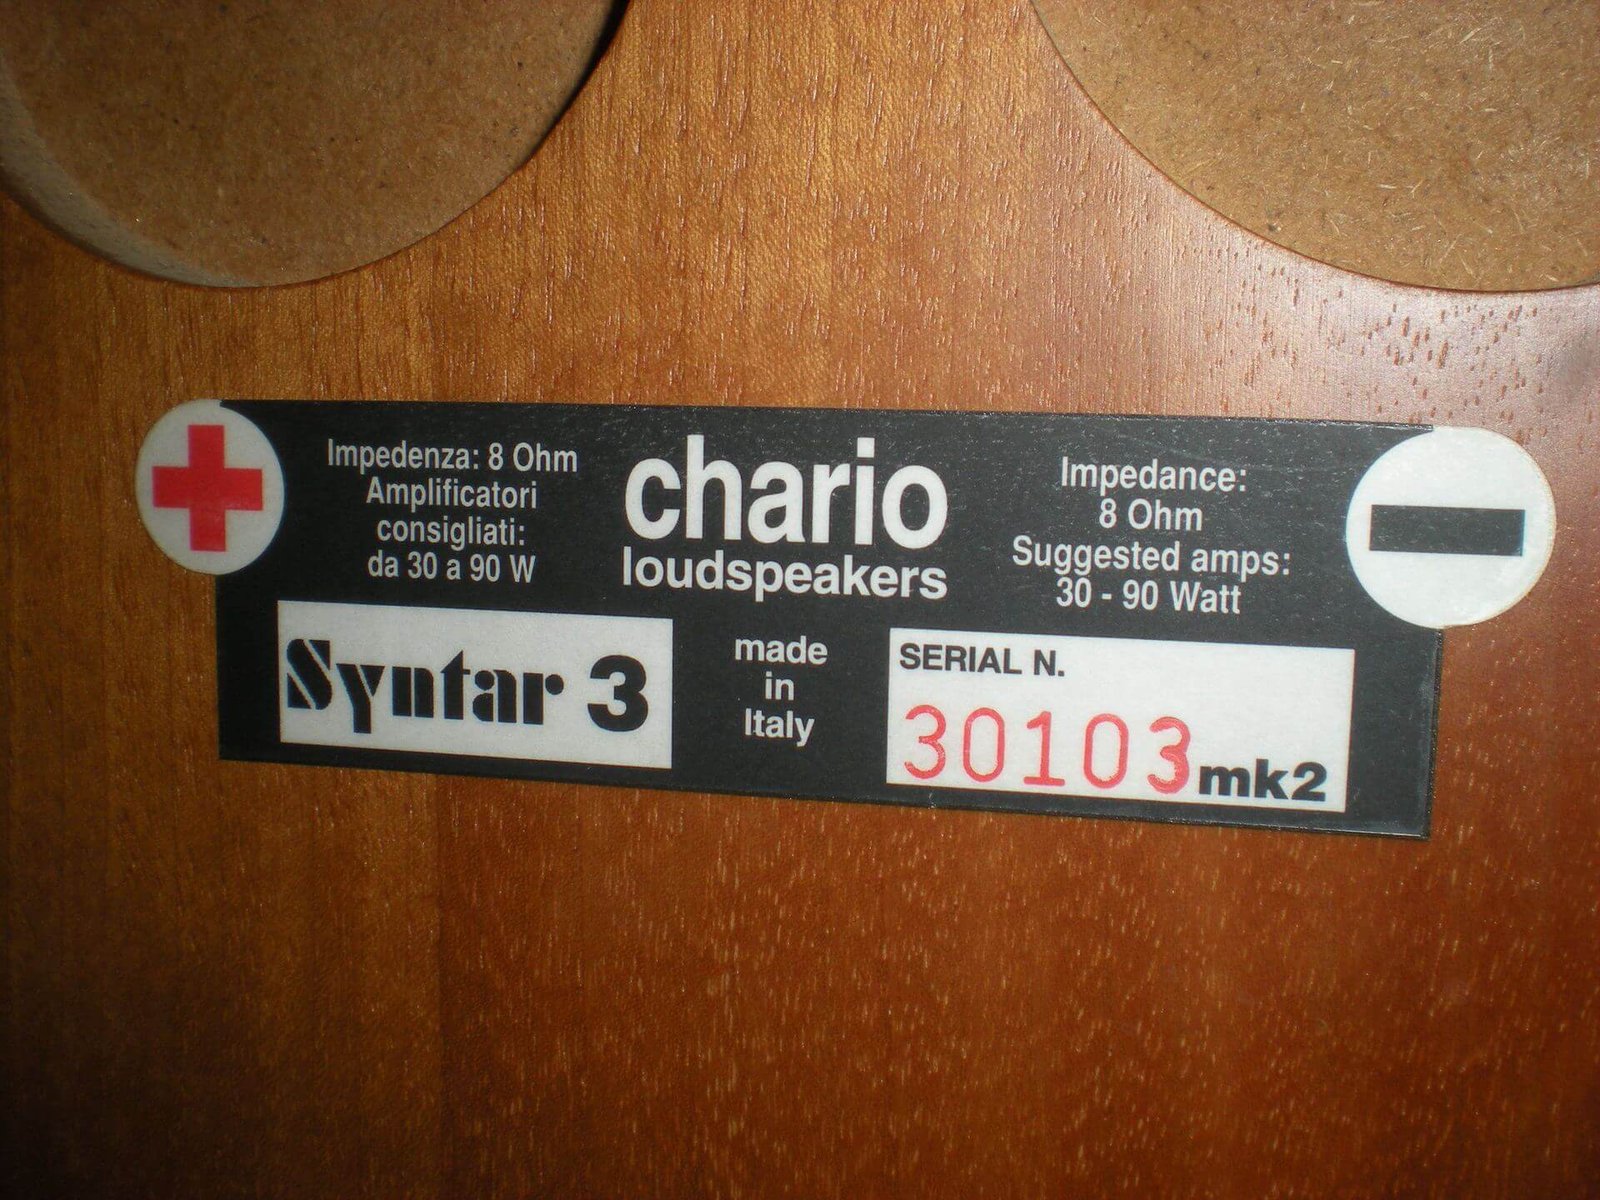 Impedenza: 8 Ohm
Amplificatori
consigliati:
da 30 a 90 W
chario
loudspeakers
Impedance:
8 Ohm
Suggested amps:
30 - 90 Watt
Syntar 3
made
in
Italy
SERIAL N.
30103 mk2